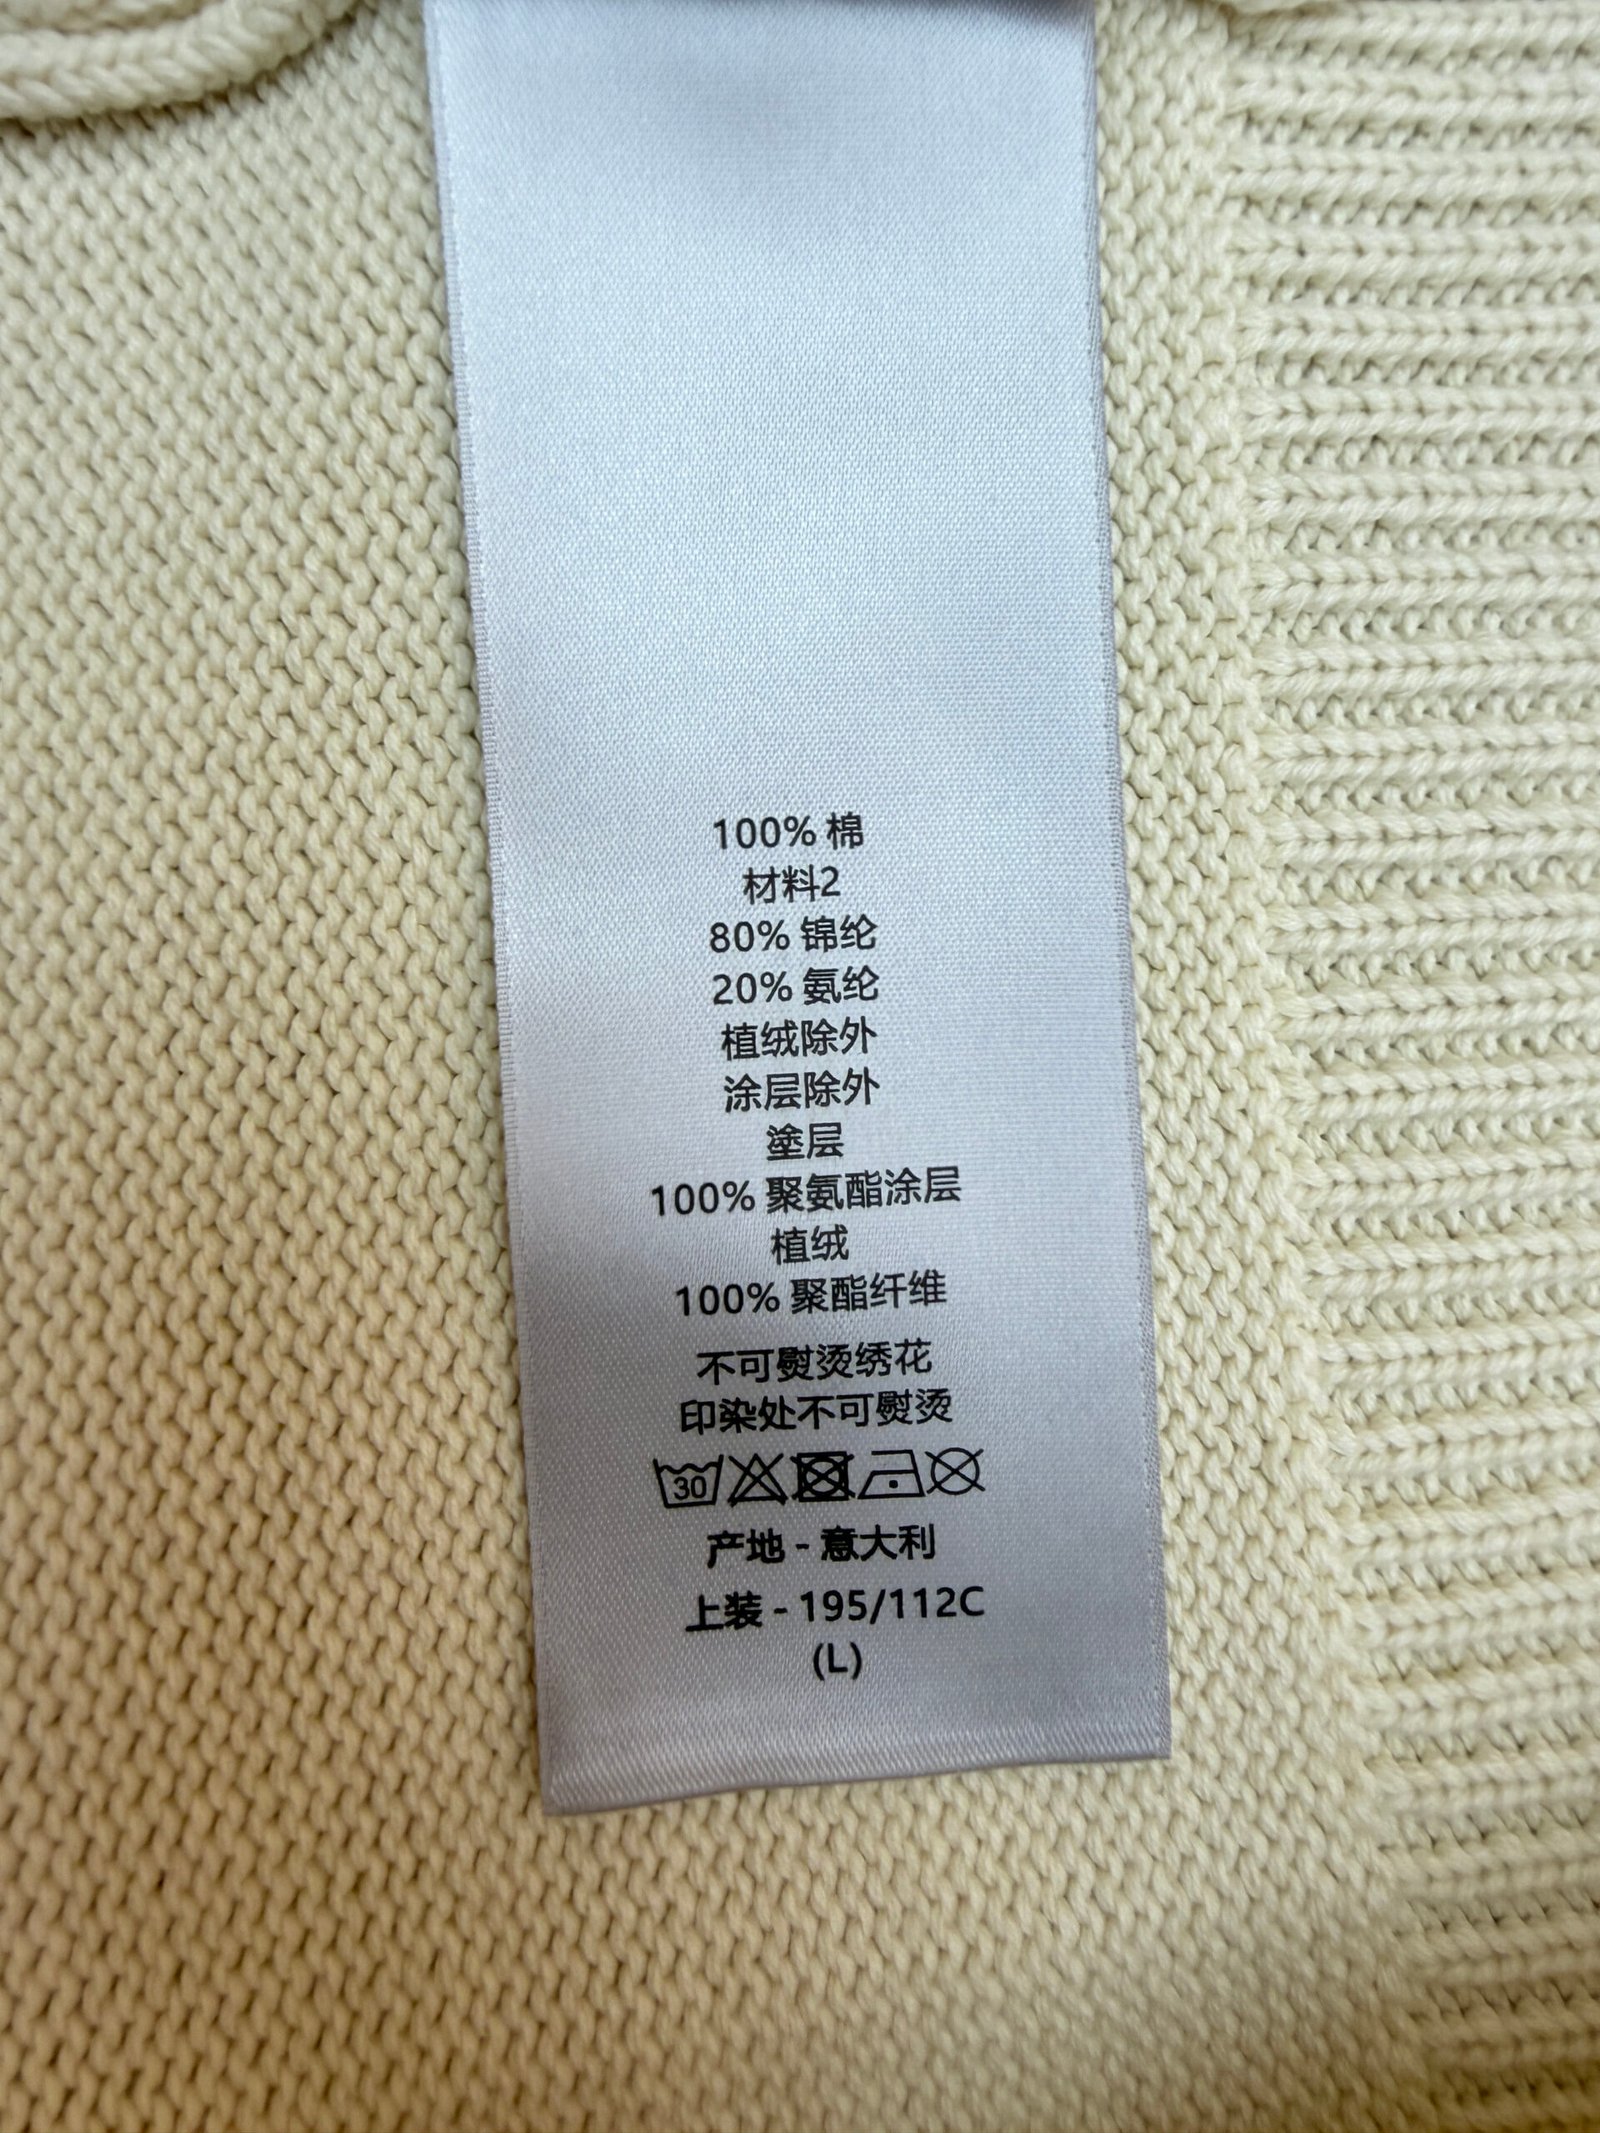 100% 棉
材料2
80% 锦纶
20% 氨纶
植绒除外
涂层除外
塗层
100% 聚氨酯涂层
植绒
100% 聚酯纤维
不可熨烫绣花
印染处不可熨烫
30
产地 - 意大利
上装 - 195/112C
(L)